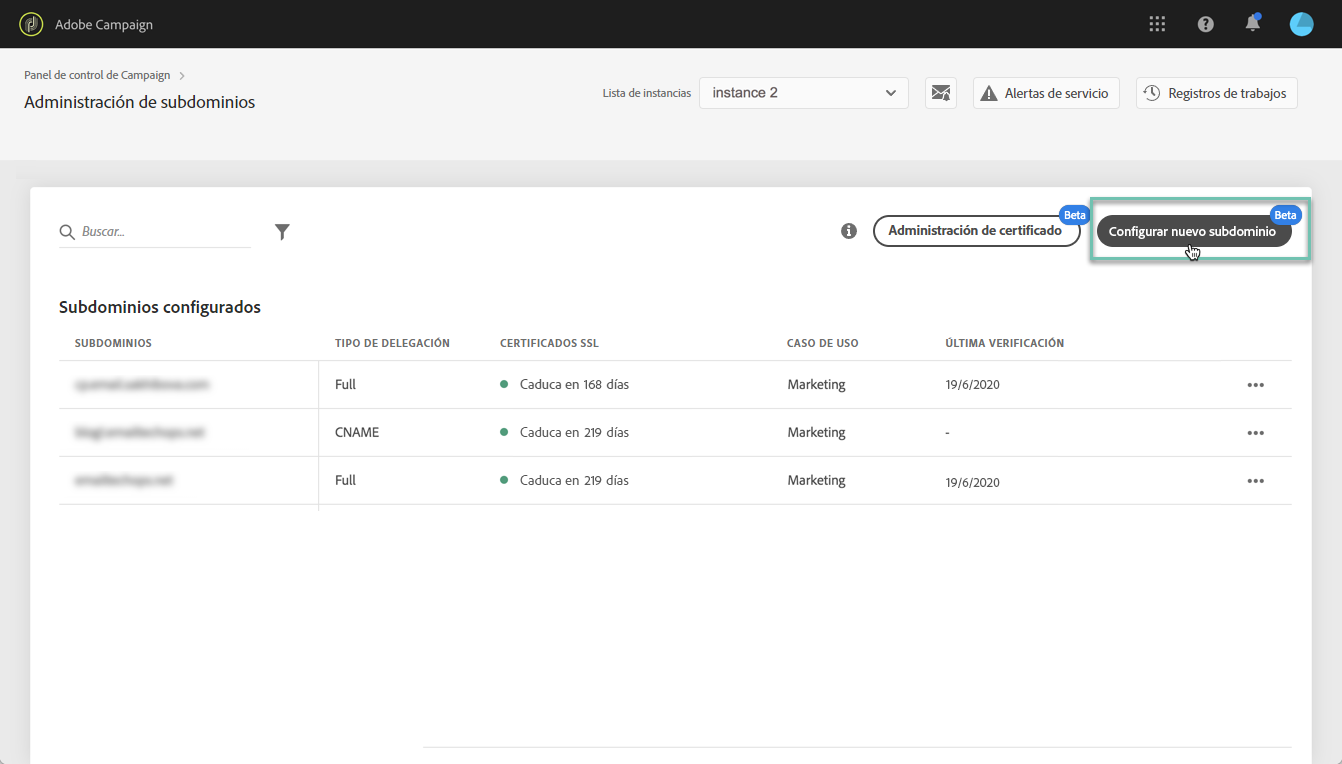 Adobe Campaign
Panel de control de Campaign
Administración de subdominios
Lista de instancias
instance 2
Alertas de servicio
Registros de trabajos
Buscar...
Administración de certificado
Beta
Configurar nuevo subdominio
Beta
Subdominios configurados
SUBDOMINIOS TIPO DE DELEGACIÓN CERTIFICADOS SSL CASO DE USO ÚLTIMA VERIFICACIÓN
Full Caduca en 168 días Marketing 19/6/2020
CNAME Caduca en 219 días Marketing -
Full Caduca en 219 días Marketing 19/6/2020